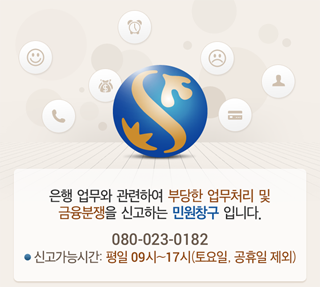 은행 업무와 관련하여 부당한 업무처리 및
금융분쟁을 신고하는 민원창구 입니다.
080-023-0182
신고가능시간: 평일 09시~17시(토요일, 공휴일 제외)